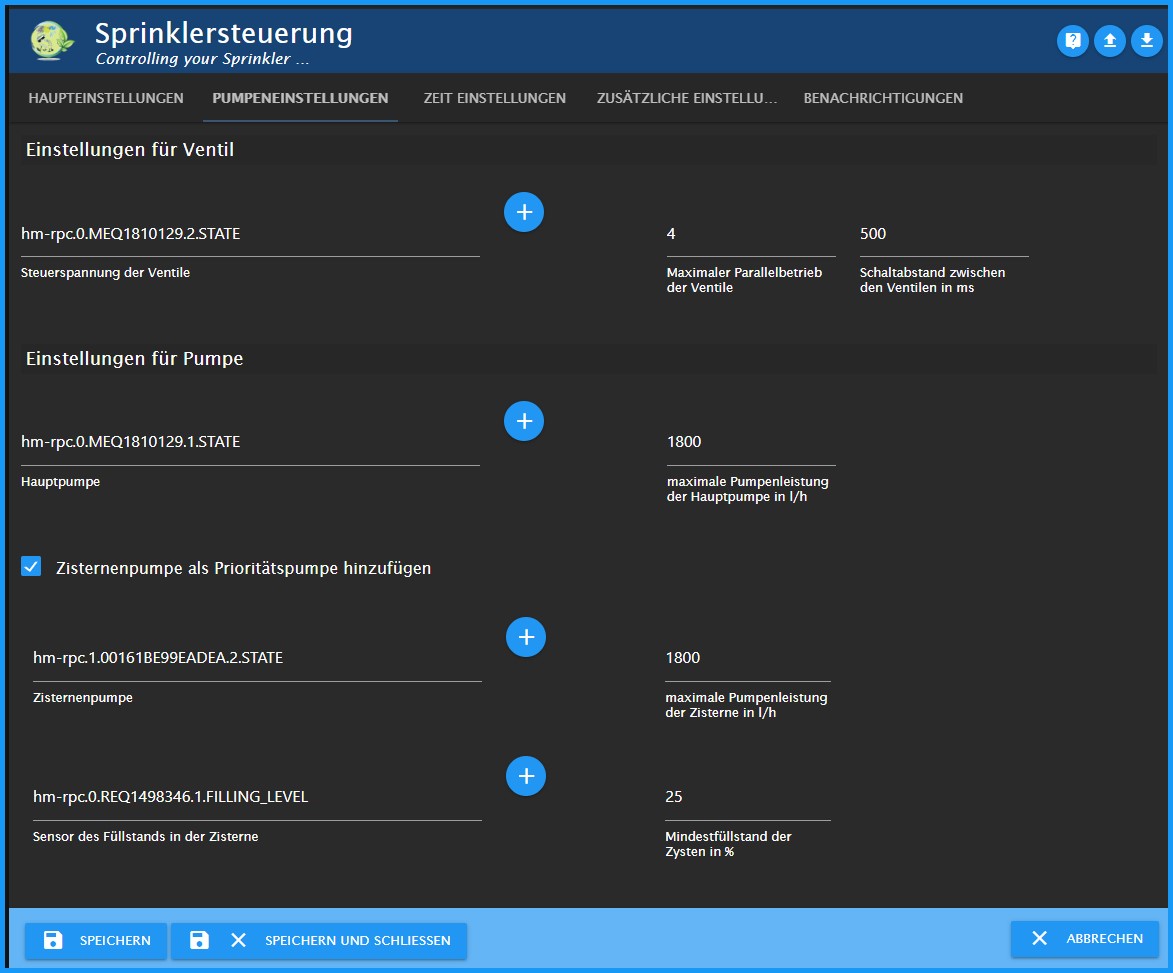 Sprinklersteuerung
Controlling your Sprinkler ...
HAUPTEINSTELLUNGEN PUMPENEINSTELLUNGEN ZEIT EINSTELLUNGEN ZUSÄTZLICHE EINSTELLU... BENACHRICHTIGUNGEN
Einstellungen für Ventil
hm-rpc.0.MEQ1810129.2.STATE 4 500
Steuerspannung der Ventile Maximaler Parallelbetrieb Schaltabstand zwischen
der Ventile den Ventilen in ms
Einstellungen für Pumpe
hm-rpc.0.MEQ1810129.1.STATE 1800
Hauptpumpe maximale Pumpenleistung
der Hauptpumpe in l/h
Zisternenpumpe als Prioritätspumpe hinzufügen
hm-rpc.1.00161BE99EADEA.2.STATE 1800
Zisternenpumpe maximale Pumpenleistung
der Zisterne in l/h
hm-rpc.0.REQ1498346.1.FILLING_LEVEL 25
Sensor des Füllstands in der Zisterne Mindestfüllstand der
Zysten in %
SPEICHERN SPEICHERN UND SCHLIESSEN ABBRECHEN